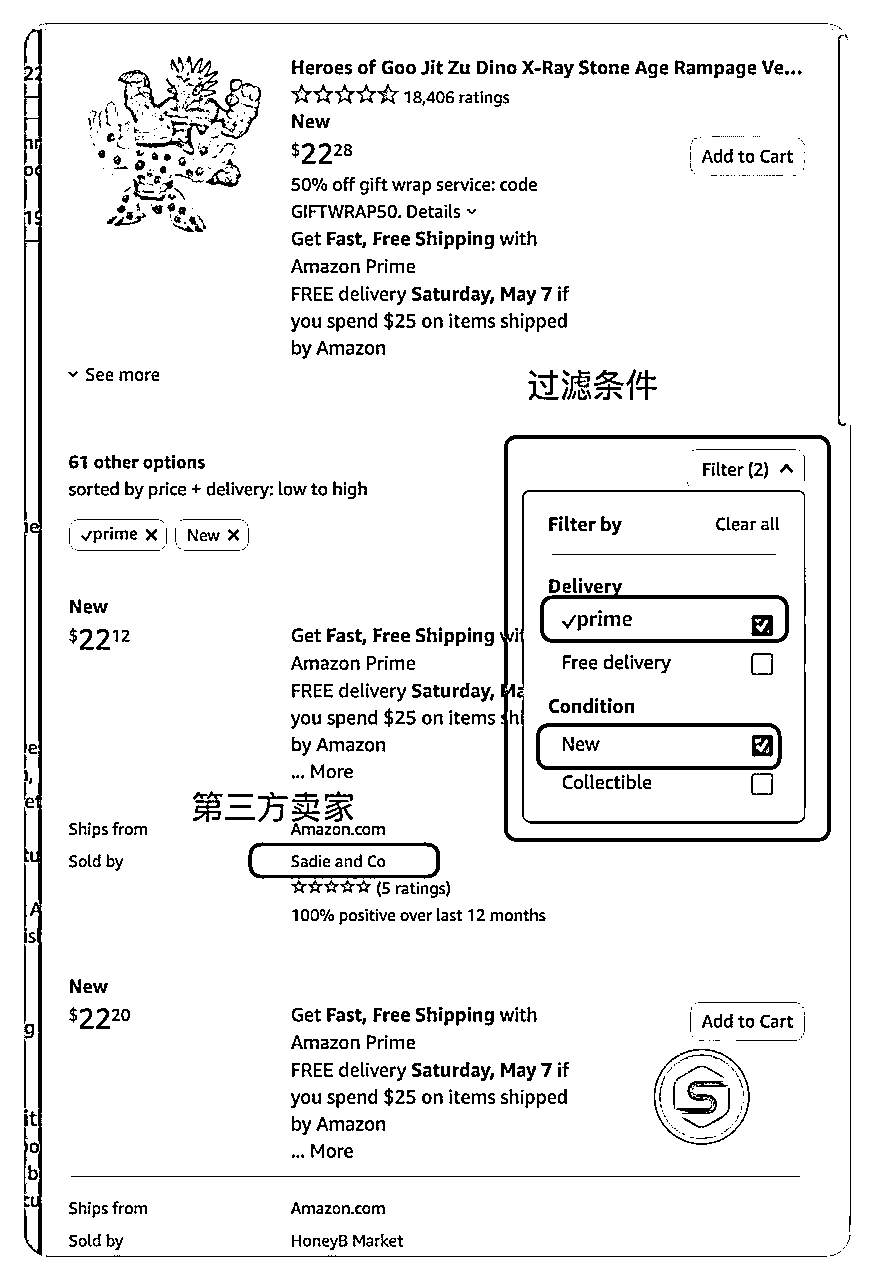 Heroes of Goo Jit Zu Dino X-Ray Stone Age Rampage Ve...
18,406 ratings
New
$22 28
Add to Cart
50% off gift wrap service: code
GIFTWRAP50. Details
Get Fast, Free Shipping with
Amazon Prime
FREE delivery Saturday, May 7 if
you spend $25 on items shipped
by Amazon
See more
过滤条件
61 other options
sorted by price + delivery: low to high
prime
New
Filter (2)
Filter by
Clear all
Delivery
prime
Free delivery
Condition
New
Collectible
New
$22 12
Get Fast, Free Shipping wit
Amazon Prime
FREE delivery Saturday, Ma
you spend $25 on items shi
by Amazon
... More
第三方卖家
Ships from
Amazon.com
Sold by
Sadie and Co
(5 ratings)
100% positive over last 12 months
New
$22 20
Get Fast, Free Shipping with
Amazon Prime
Add to Cart
FREE delivery Saturday, May 7 if
you spend $25 on items shipped
by Amazon
... More
Ships from
Amazon.com
Sold by
HoneyB Market